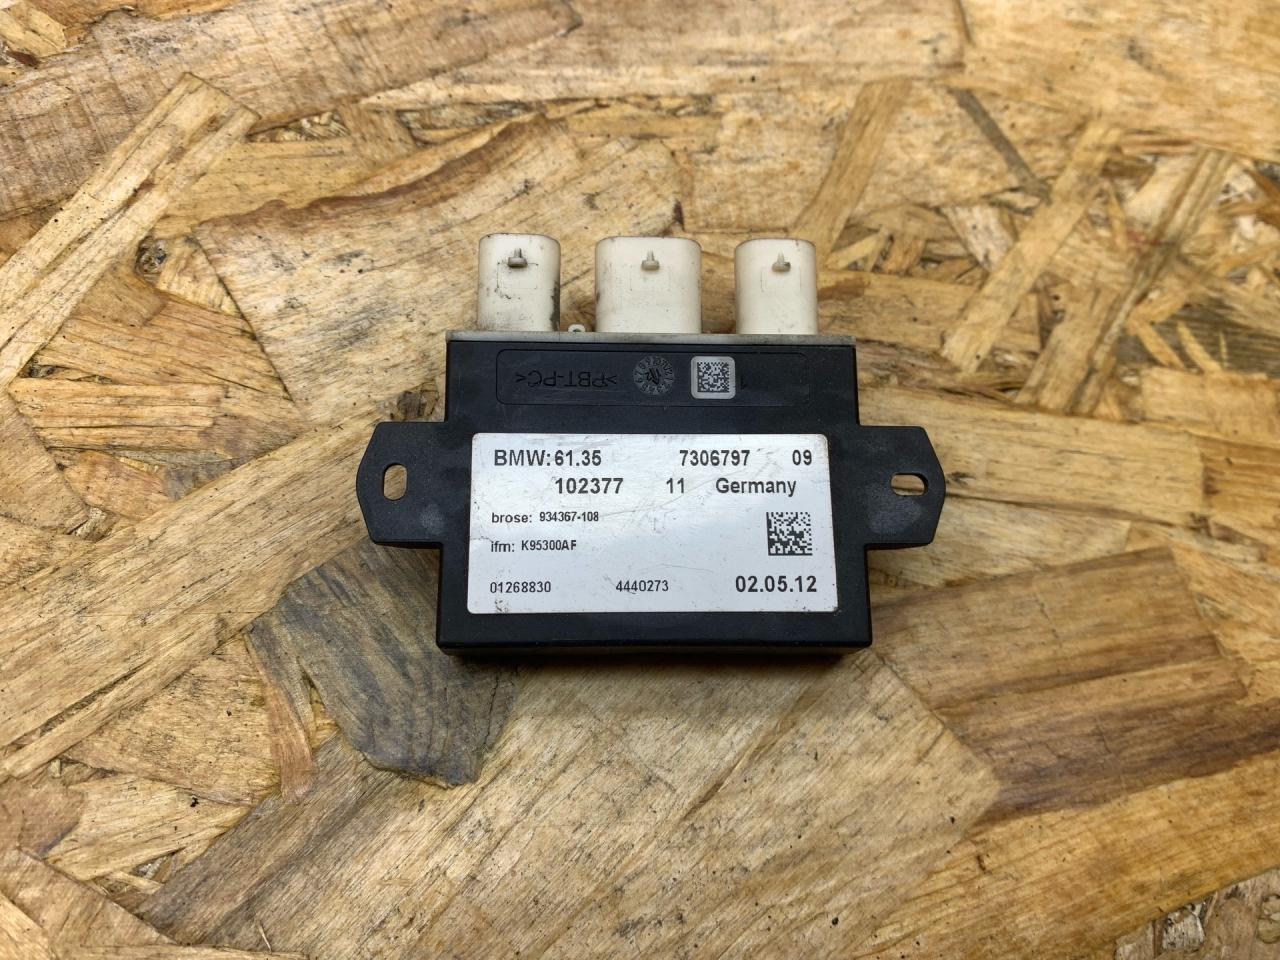 >PBT-PC<
1
BMW: 61.35 7306797 09
102377 11 Germany
brose: 934367-108
ifm: K95300AF
01268830 4440273 02.05.12